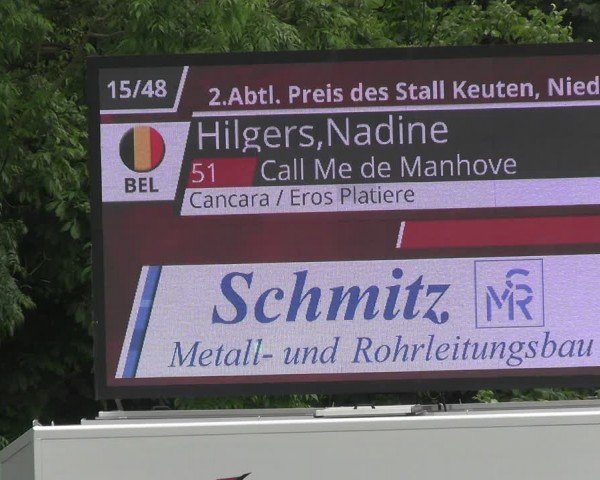 15/48
2.Abtl. Preis des Stall Keuten, Nied
Hilgers,Nadine
51 Call Me de Manhove
BEL
Cancara / Eros Platiere
Schmitz
MSR
Metall- und Rohrleitungsbau